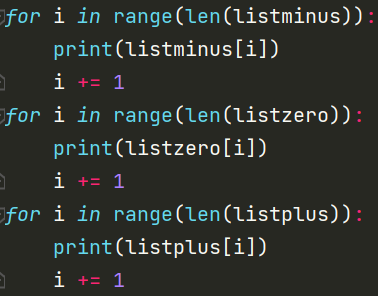 for i in range(len(listminus)):
    print(listminus[i])
    i += 1
for i in range(len(listzero)):
    print(listzero[i])
    i += 1
for i in range(len(listplus)):
    print(listplus[i])
    i += 1